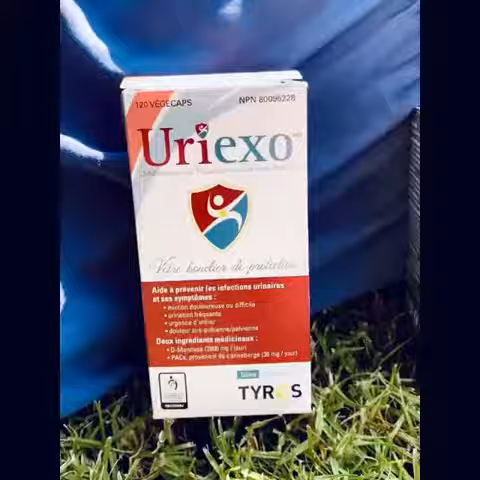 120 VÉGÉCAPS
NPN 80095228
Uriexo
Votre bouclier de protection
Aide à prévenir les infections urinaires
et ses symptômes :
• miction douloureuse ou difficile
• urination fréquente
• urgence d'uriner
• douleur sus-pubienne/pelvienne
Deux ingrédients médicinaux :
• D-Mannose (2000 mg / jour)
• PACs, provenant de canneberge (36 mg / jour)
TYROS